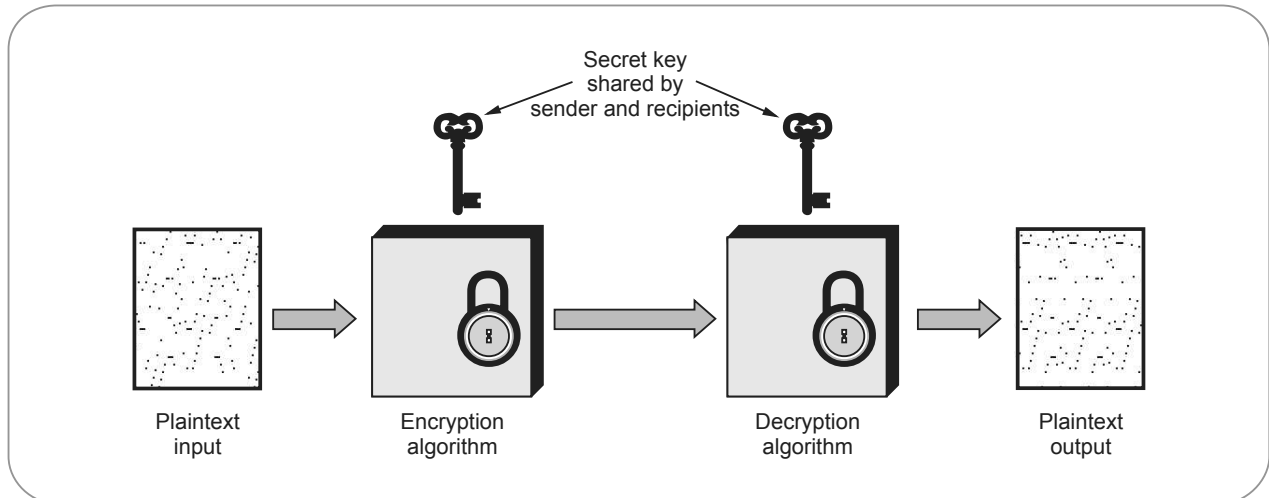 Secret key
shared by
sender and recipients
Plaintext
input
Encryption
algorithm
Decryption
algorithm
Plaintext
output